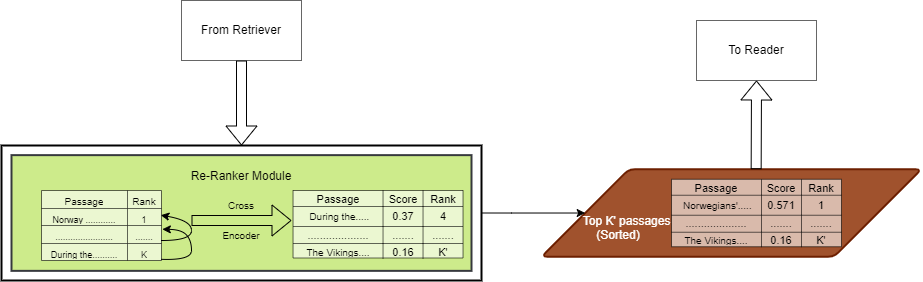 From Retriever
To Reader
Re-Ranker Module
Passage Rank
Norway ............ 1
...................... .......
During the.......... K
Cross
Encoder
Passage Score Rank
During the..... 0.37 4
.................... ....... .......
The Vikings.... 0.16 K'
Top K' passages
(Sorted)
Passage Score Rank
Norwegians'..... 0.571 1
.................... ....... .......
The Vikings.... 0.16 K'